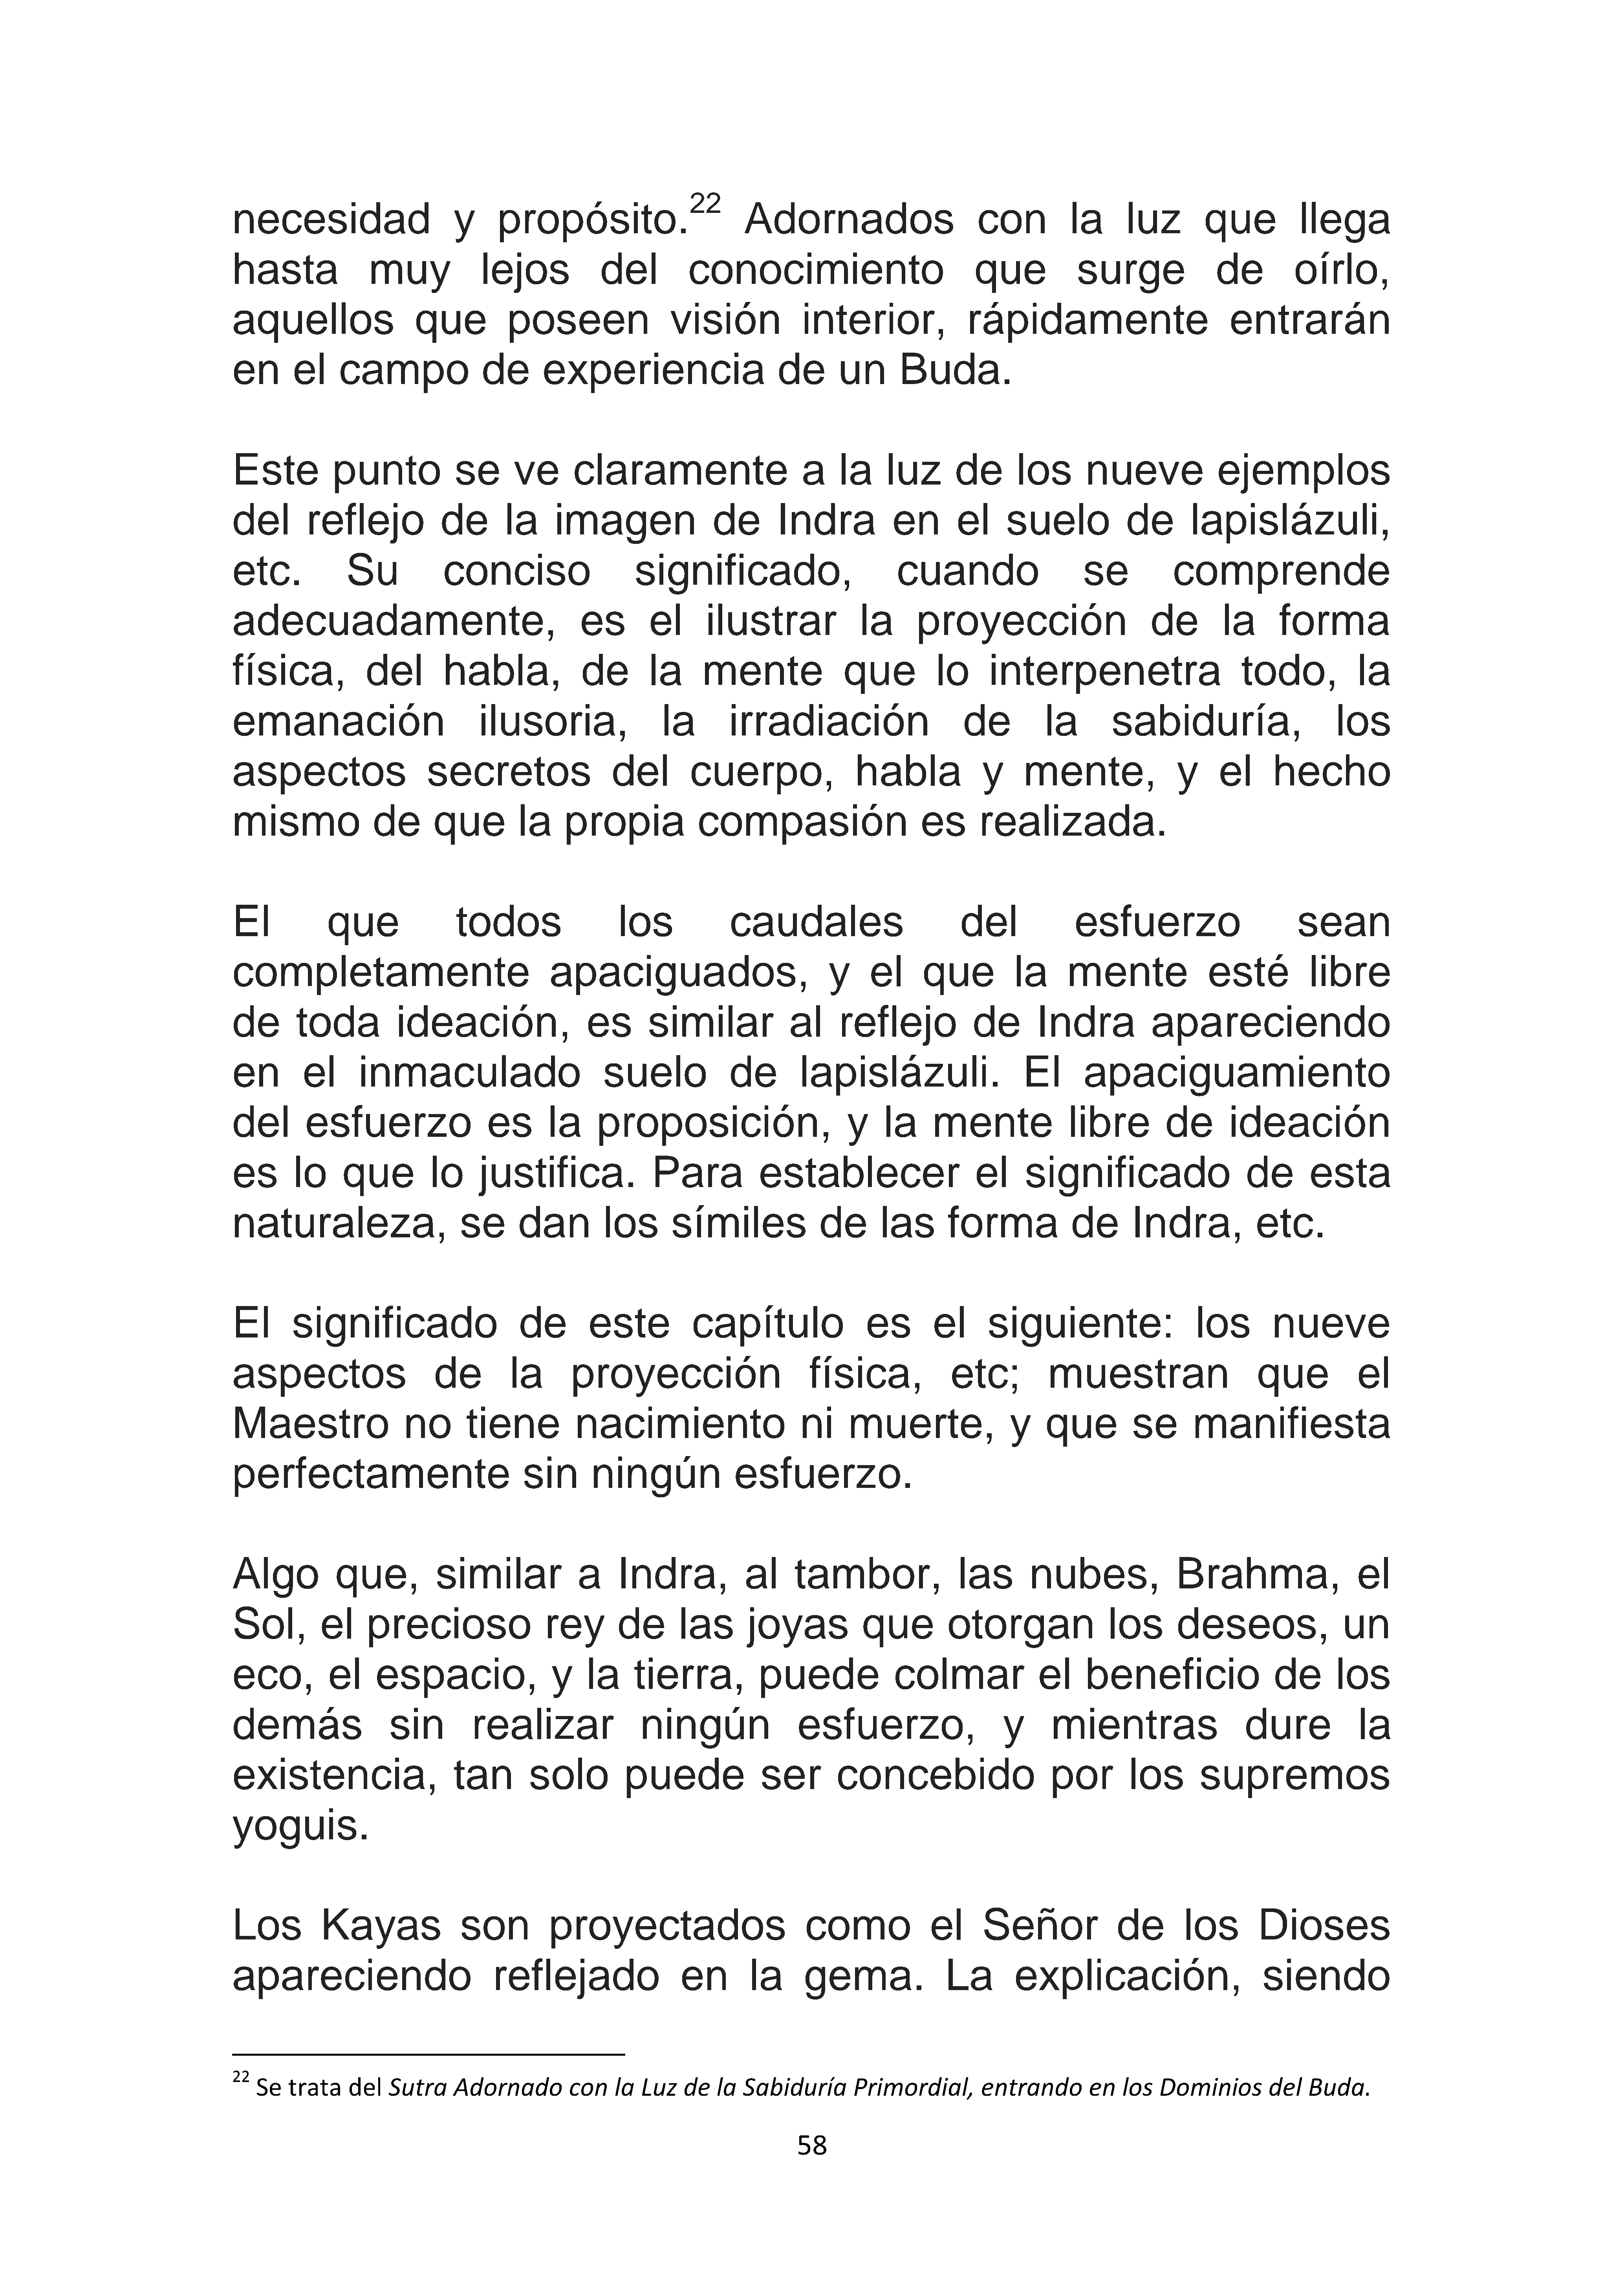 necesidad y propósito.22 Adornados con la luz que llega
hasta muy lejos del conocimiento que surge de oírlo,
aquellos que poseen visión interior, rápidamente entrarán
en el campo de experiencia de un Buda.
Este punto se ve claramente a la luz de los nueve ejemplos
del reflejo de la imagen de Indra en el suelo de lapislázuli,
etc. Su conciso significado, cuando se comprende
adecuadamente, es el ilustrar la proyección de la forma
física, del habla, de la mente que lo interpenetra todo, la
emanación ilusoria, la irradiación de la sabiduría, los
aspectos secretos del cuerpo, habla y mente, y el hecho
mismo de que la propia compasión es realizada.
El que todos los caudales del esfuerzo sean
completamente apaciguados, y el que la mente esté libre
de toda ideación, es similar al reflejo de Indra apareciendo
en el inmaculado suelo de lapislázuli. El apaciguamiento
del esfuerzo es la proposición, y la mente libre de ideación
es lo que lo justifica. Para establecer el significado de esta
naturaleza, se dan los símiles de las forma de Indra, etc.
El significado de este capítulo es el siguiente: los nueve
aspectos de la proyección física, etc; muestran que el
Maestro no tiene nacimiento ni muerte, y que se manifiesta
perfectamente sin ningún esfuerzo.
Algo que, similar a Indra, al tambor, las nubes, Brahma, el
Sol, el precioso rey de las joyas que otorgan los deseos, un
eco, el espacio, y la tierra, puede colmar el beneficio de los
demás sin realizar ningún esfuerzo, y mientras dure la
existencia, tan solo puede ser concebido por los supremos
yoguis.
Los Kayas son proyectados como el Señor de los Dioses
apareciendo reflejado en la gema. La explicación, siendo
22 Se trata del Sutra Adornado con la Luz de la Sabiduría Primordial, entrando en los Dominios del Buda.
58